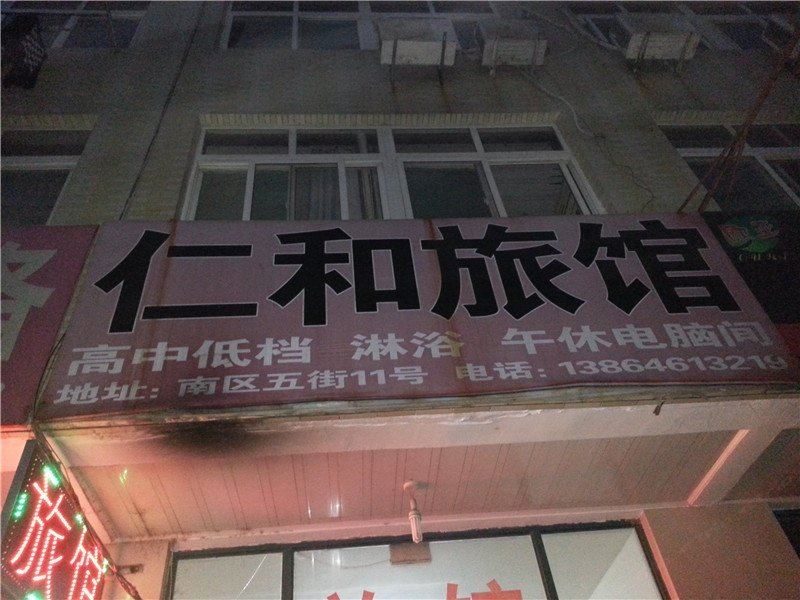 仁和旅馆
高中低档 淋浴 午休电脑间
地址：南区五街11号 电话：13864613219
旅馆